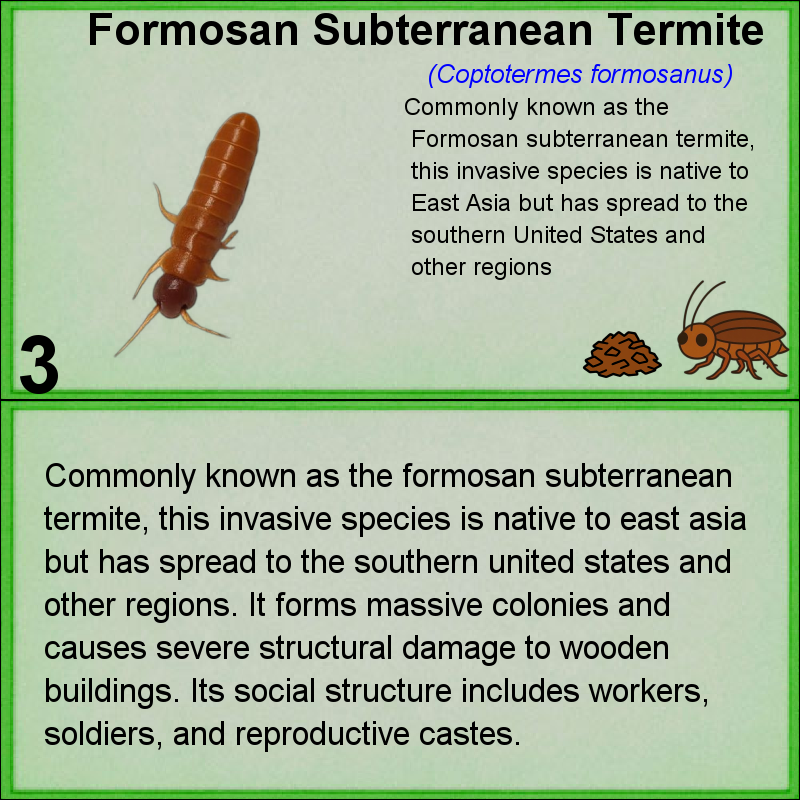 Formosan Subterranean Termite
(Coptotermes formosanus)
Commonly known as the
Formosan subterranean termite,
this invasive species is native to
East Asia but has spread to the
southern United States and
other regions
3
Commonly known as the formosan subterranean
termite, this invasive species is native to east asia
but has spread to the southern united states and
other regions. It forms massive colonies and
causes severe structural damage to wooden
buildings. Its social structure includes workers,
soldiers, and reproductive castes.